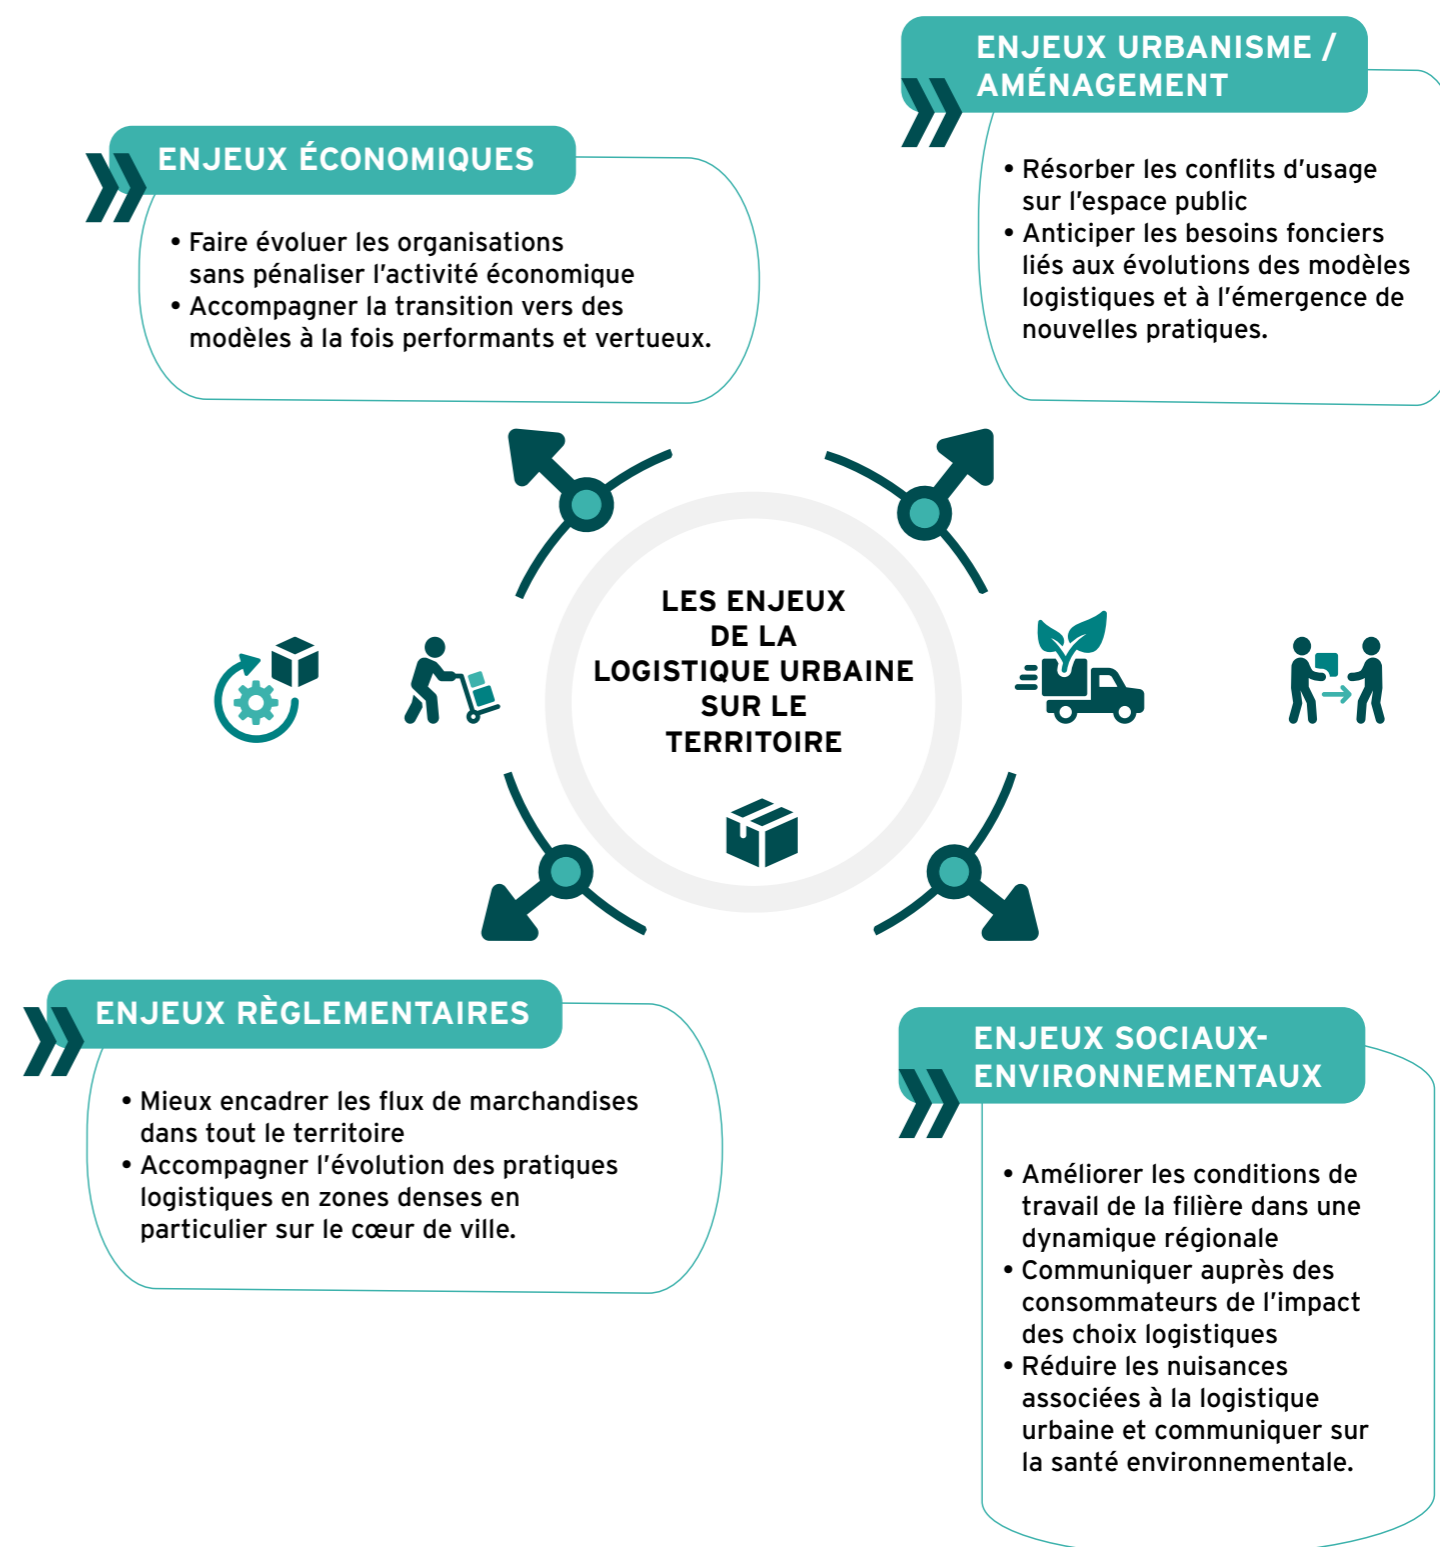 ENJEUX URBANISME /
AMÉNAGEMENT
• Résorber les conflits d’usage
sur l’espace public
• Anticiper les besoins fonciers
liés aux évolutions des modèles
logistiques et à l’émergence de
nouvelles pratiques.
ENJEUX ÉCONOMIQUES
• Faire évoluer les organisations
sans pénaliser l’activité économique
• Accompagner la transition vers des
modèles à la fois performants et vertueux.
LES ENJEUX
DE LA
LOGISTIQUE URBAINE
SUR LE
TERRITOIRE
ENJEUX RÈGLEMENTAIRES
• Mieux encadrer les flux de marchandises
dans tout le territoire
• Accompagner l’évolution des pratiques
logistiques en zones denses en
particulier sur le cœur de ville.
ENJEUX SOCIAUX-
ENVIRONNEMENTAUX
• Améliorer les conditions de
travail de la filière dans une
dynamique régionale
• Communiquer auprès des
consommateurs de l’impact
des choix logistiques
• Réduire les nuisances
associées à la logistique
urbaine et communiquer sur
la santé environnementale.